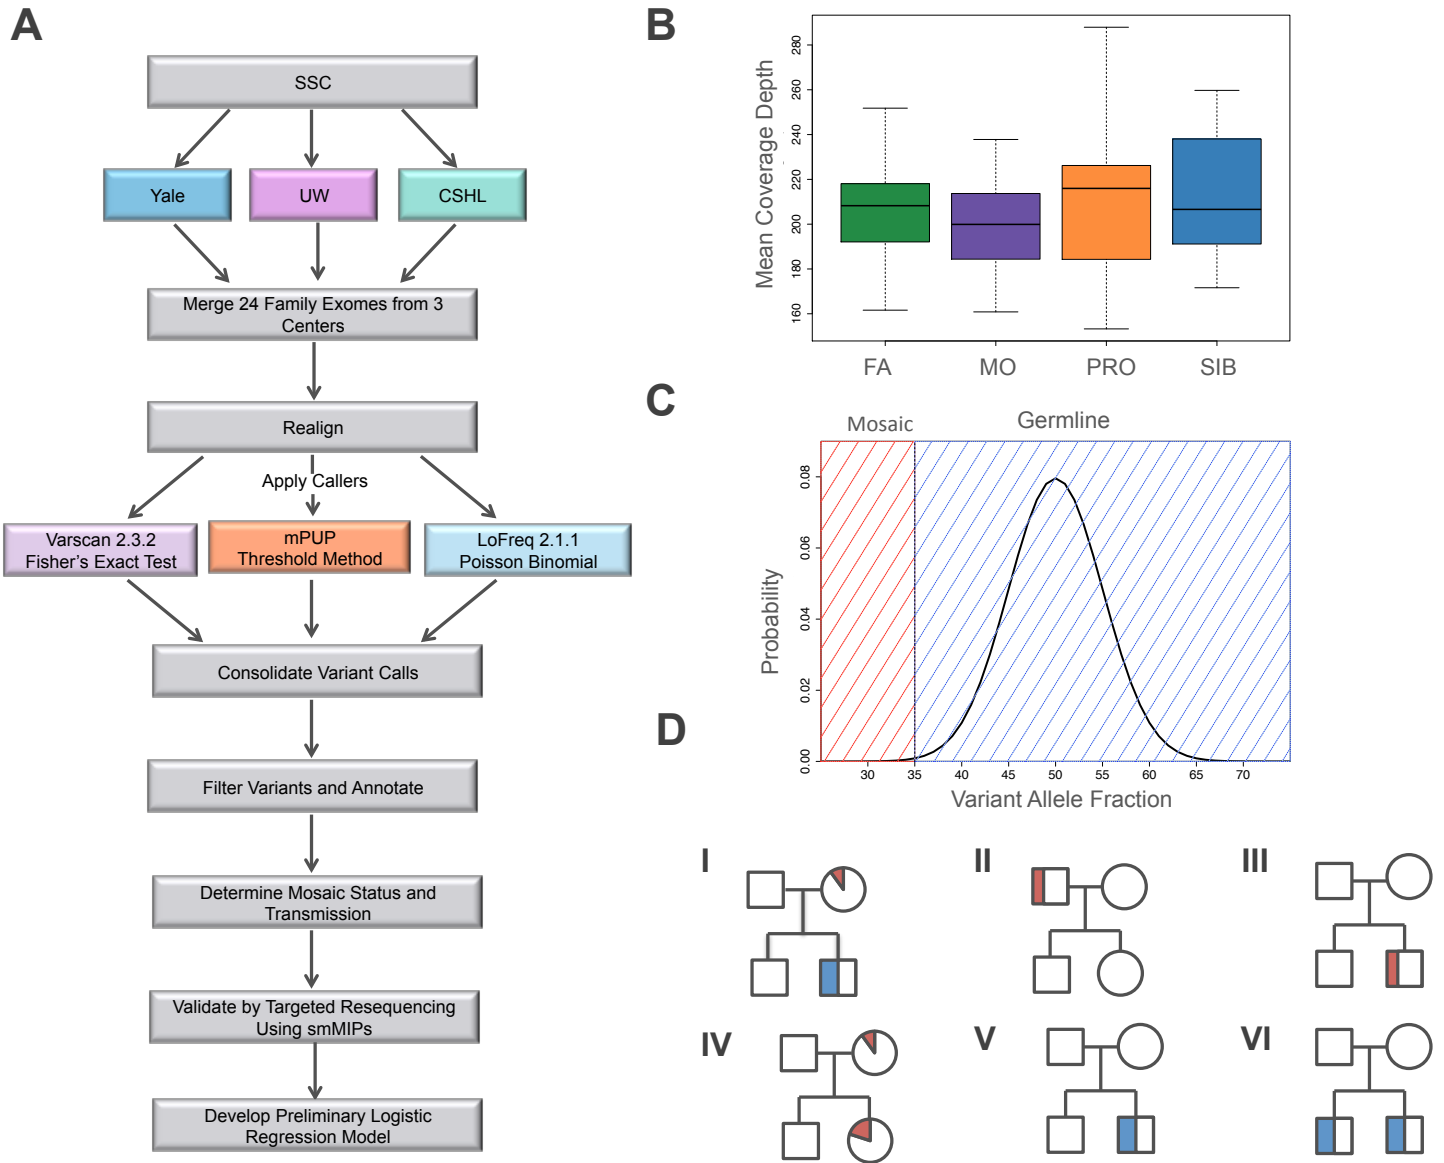 A
SSC
Yale
UW
CSHL
Merge 24 Family Exomes from 3
Centers
Realign
Apply Callers
Varscan 2.3.2
Fisher's Exact Test
mPUP
Threshold Method
LoFreq 2.1.1
Poisson Binomial
Consolidate Variant Calls
Filter Variants and Annotate
Determine Mosaic Status and
Transmission
Validate by Targeted Resequencing
Using smMIPs
Develop Preliminary Logistic
Regression Model
B
Mean Coverage Depth
280
260
240
220
200
180
160
FA
MO
PRO
SIB
C
Mosaic
Germline
Probability
0.08
0.06
0.04
0.02
0.00
30
35
40
45
50
55
60
65
70
Variant Allele Fraction
D
I
II
III
IV
V
VI